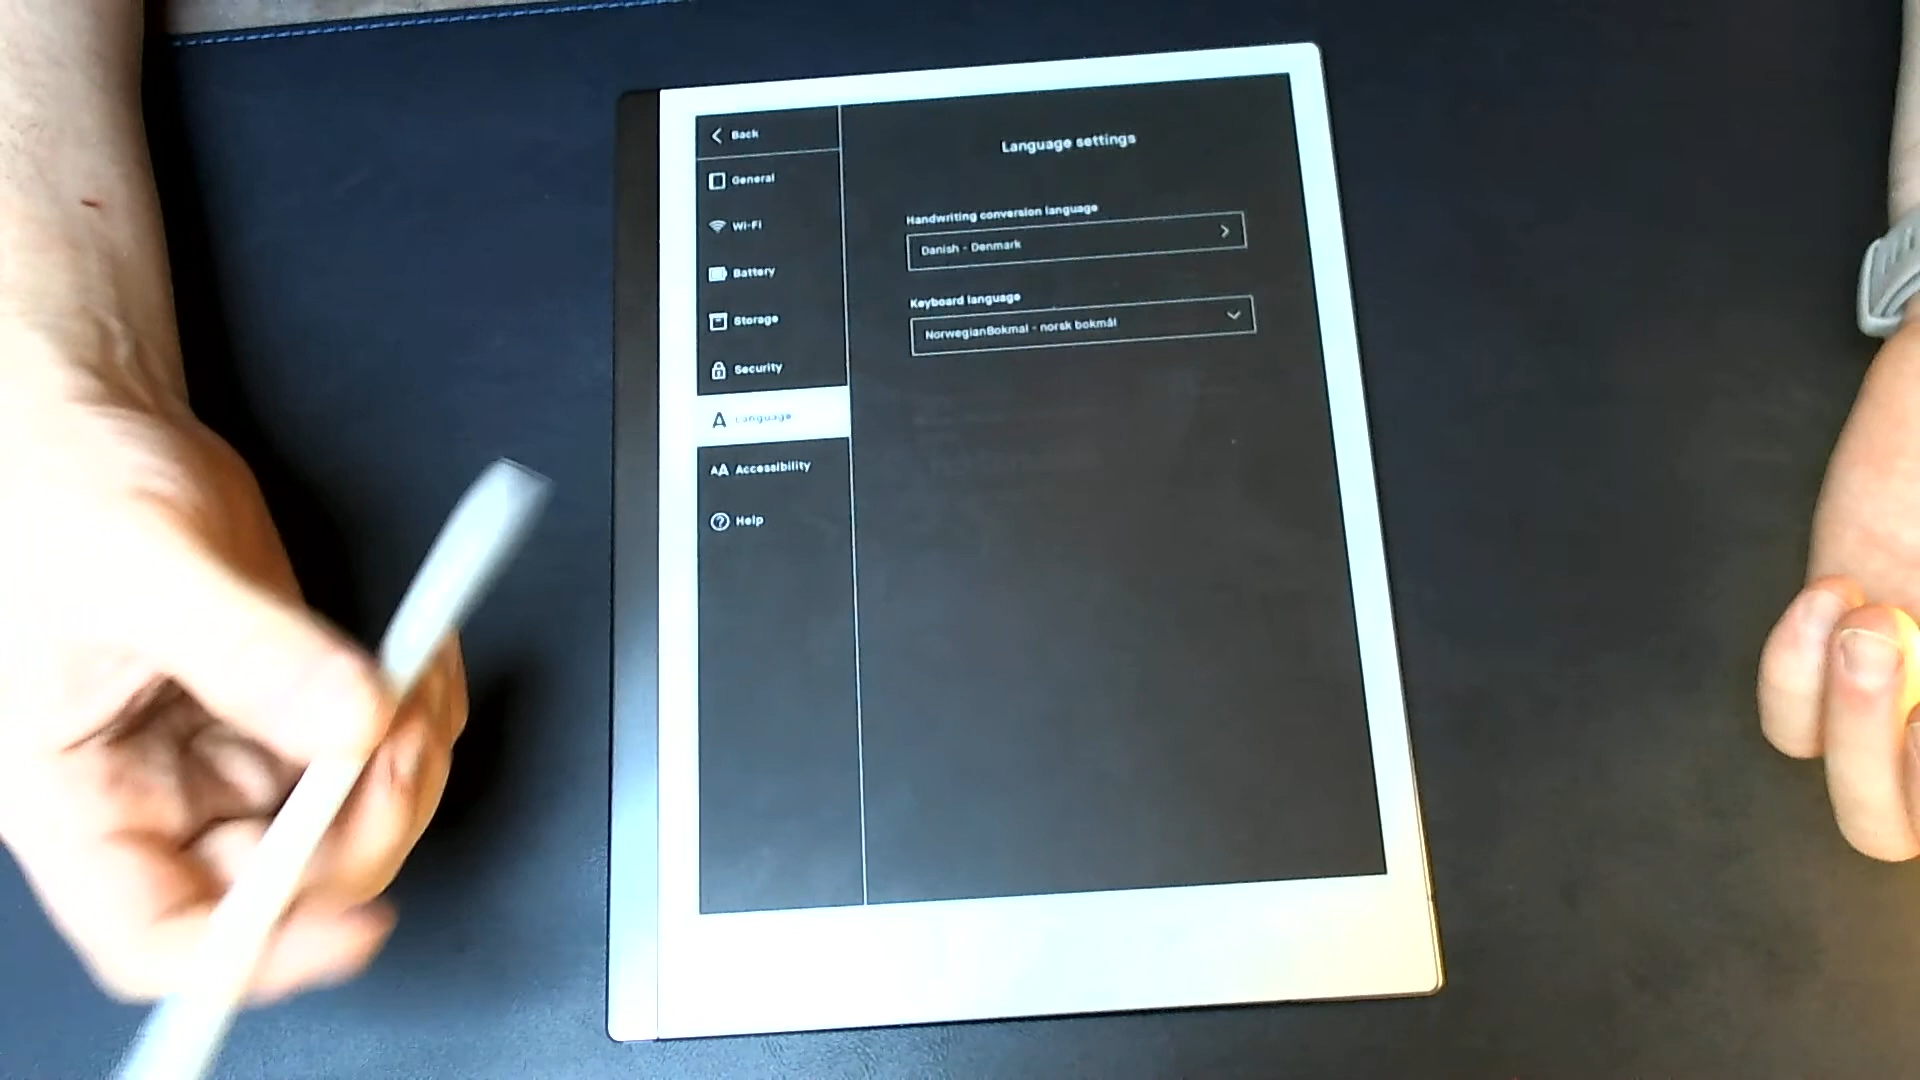 Back
General
Wi-Fi
Battery
Storage
Security
Language
Accessibility
Help
Language settings
Handwriting conversion language
Danish - Denmark
Keyboard language
NorwegianBokmal - norsk bokmål